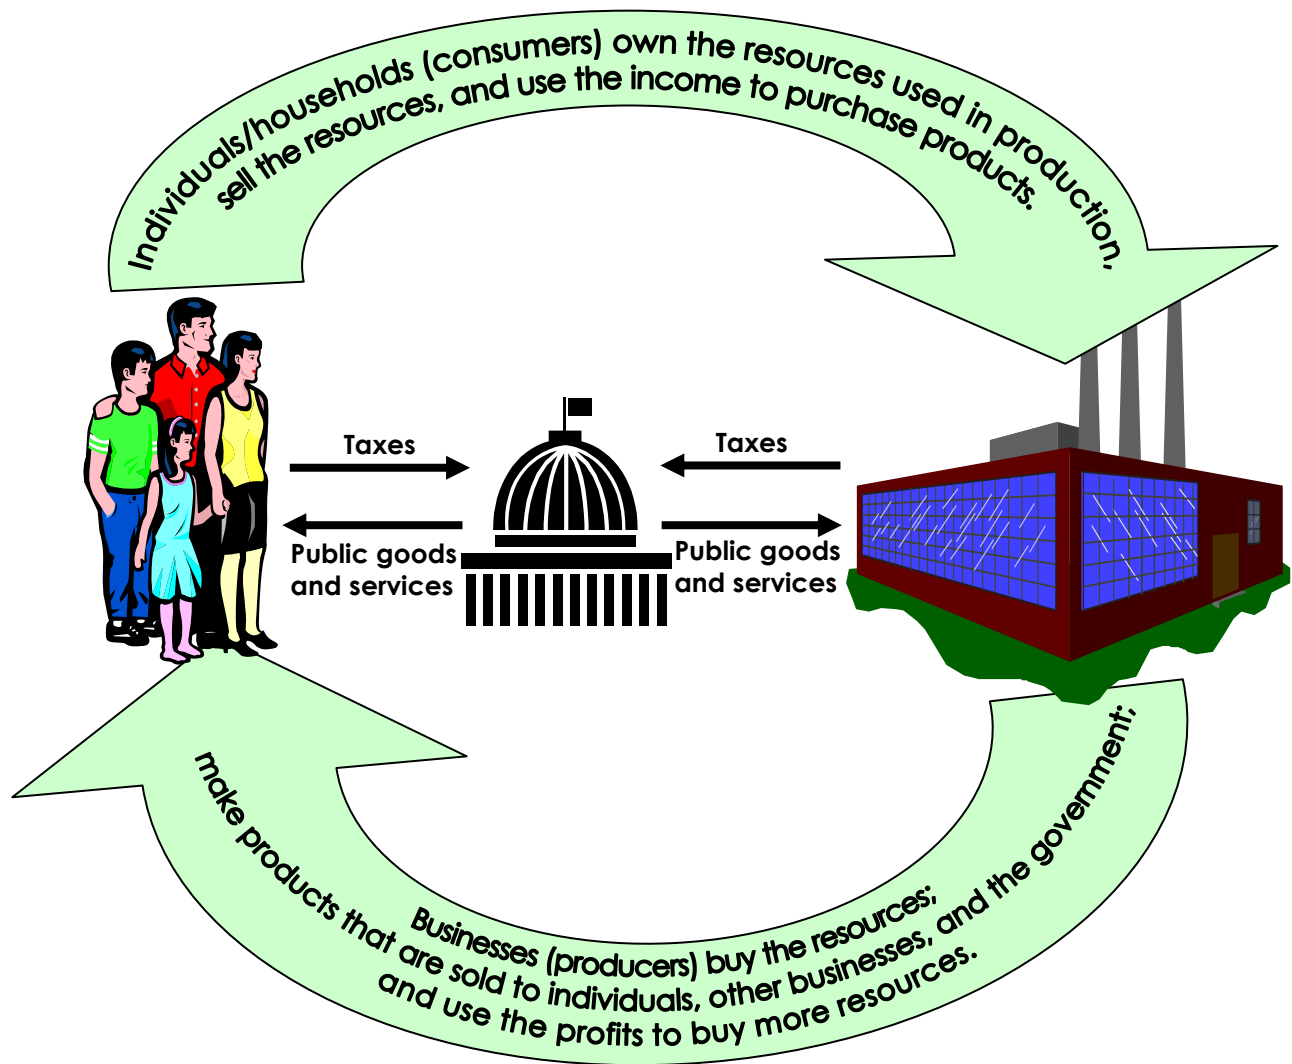 Individuals/households (consumers) own the resources used in production,
sell the resources, and use the income to purchase products.
Taxes
Taxes
Public goods
and services
Public goods
and services
Businesses (producers) buy the resources;
make products that are sold to individuals, other businesses, and the government;
and use the profits to buy more resources.